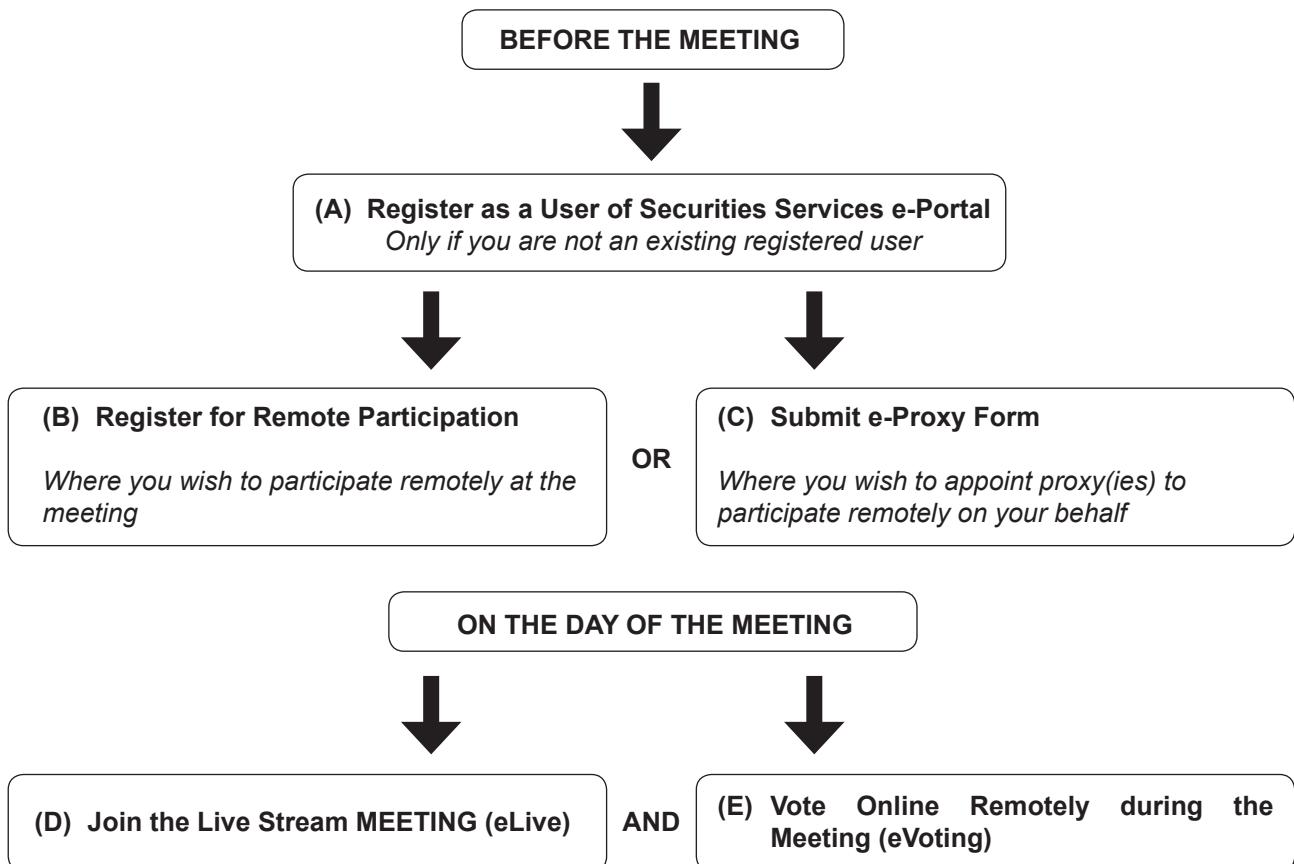 BEFORE THE MEETING
(A) Register as a User of Securities Services e-Portal
Only if you are not an existing registered user
(B) Register for Remote Participation
Where you wish to participate remotely at the
meeting
OR
(C) Submit e-Proxy Form
Where you wish to appoint proxy(ies) to
participate remotely on your behalf
ON THE DAY OF THE MEETING
(D) Join the Live Stream MEETING (eLive)
AND
(E) Vote Online Remotely during the
Meeting (eVoting)